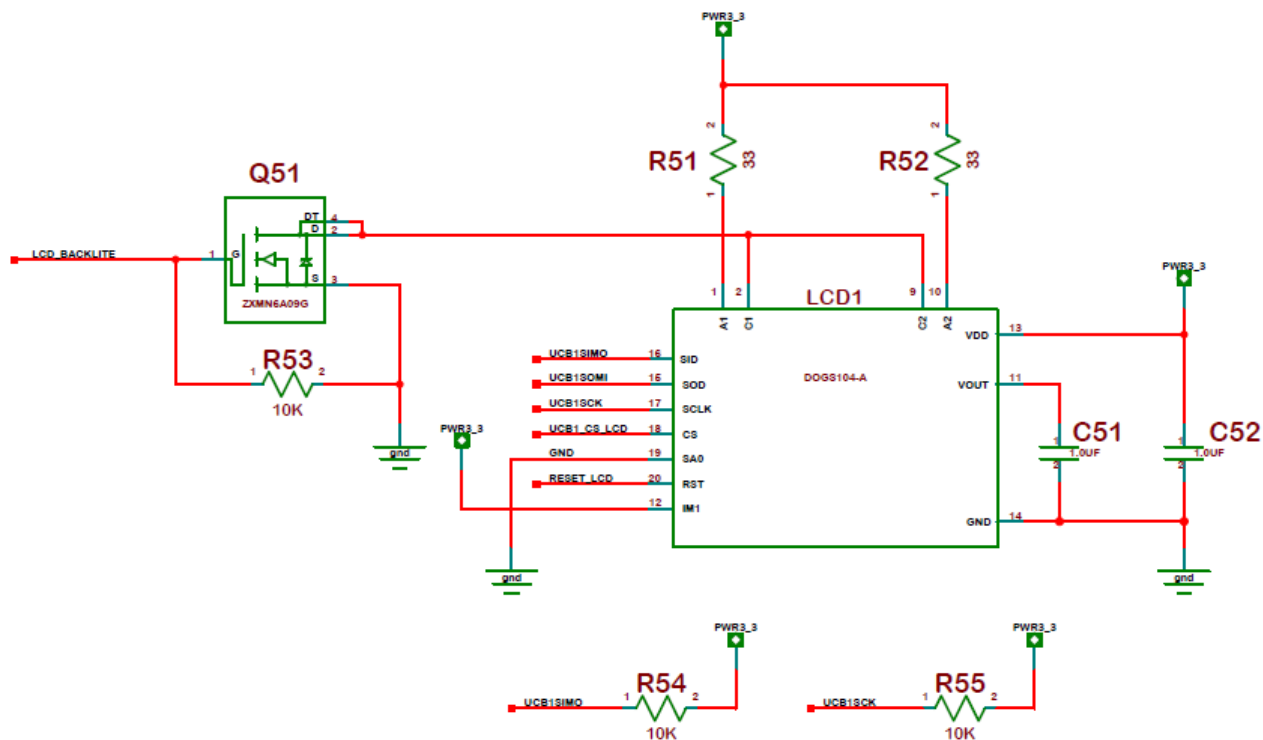 PWR3_3
2
2
R51
33
R52
33
1
1
Q51
DT
4
D
2
LCD_BACKLITE
1
G
S
3
ZXMN6A09G
PWR3_3
1
2
LCD1
9
10
A1
C1
C2
A2
VDD
13
R53
1
2
10K
UCB1SIMO
16
SID
DOGS104-A
UCB1SOMI
15
SOD
VOUT
11
UCB1SCK
17
SCLK
PWR3_3
UCB1_CS_LCD
18
CS
1
C51
1.0UF
2
1
C52
1.0UF
2
gnd
GND
19
SA0
RESET_LCD
20
RST
12
IM1
GND
14
gnd
gnd
PWR3_3
PWR3_3
UCB1SIMO
1
R54
2
10K
UCB1SCK
1
R55
2
10K